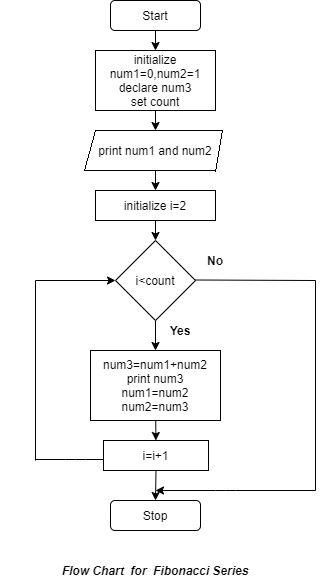 Start
initialize
num1=0,num2=1
declare num3
set count
print num1 and num2
initialize i=2
i<count
No
Yes
num3=num1+num2
print num3
num1=num2
num2=num3
i=i+1
Stop
Flow Chart for Fibonacci Series